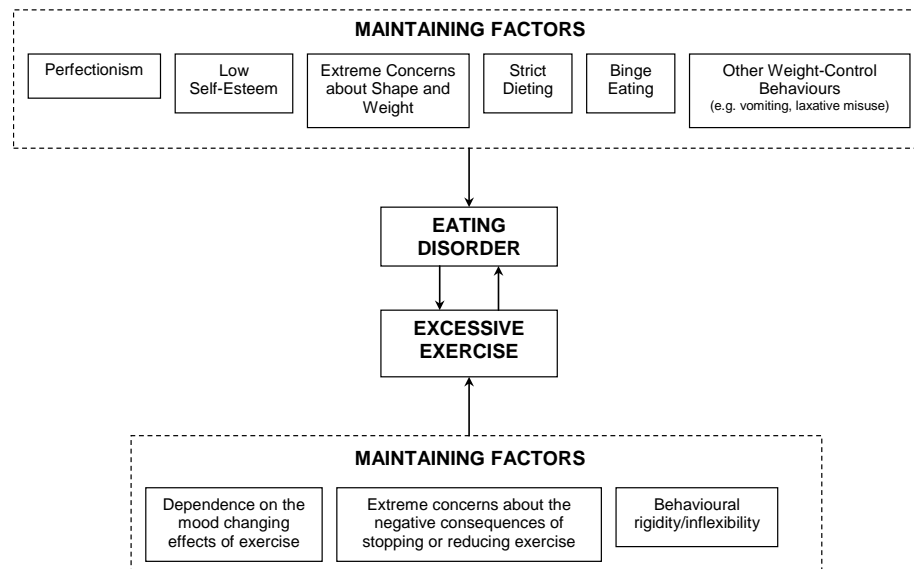 MAINTAINING FACTORS
Perfectionism
Low
Self-Esteem
Extreme Concerns
about Shape and
Weight
Strict
Dieting
Binge
Eating
Other Weight-Control
Behaviours
(e.g. vomiting, laxative misuse)
EATING
DISORDER
EXCESSIVE
EXERCISE
MAINTAINING FACTORS
Dependence on the
mood changing
effects of exercise
Extreme concerns about the
negative consequences of
stopping or reducing exercise
Behavioural
rigidity/inflexibility